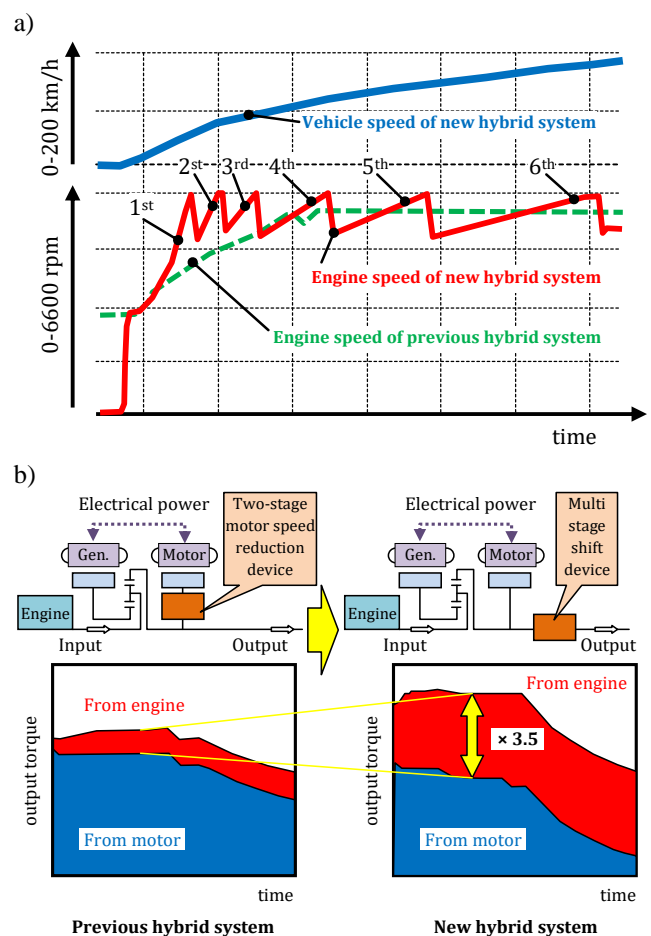 a)
0-200 km/h
Vehicle speed of new hybrid system
1st
2st
3rd
4th
5th
6th
0-6600 rpm
Engine speed of new hybrid system
Engine speed of previous hybrid system
time
b)
Electrical power
Two-stage
motor speed
reduction
device
Gen.
Motor
Engine
Input
Output
Electrical power
Multi
stage
shift
device
Gen.
Motor
Engine
Input
Output
output torque
From engine
From motor
time
Previous hybrid system
output torque
From engine
× 3.5
From motor
time
New hybrid system